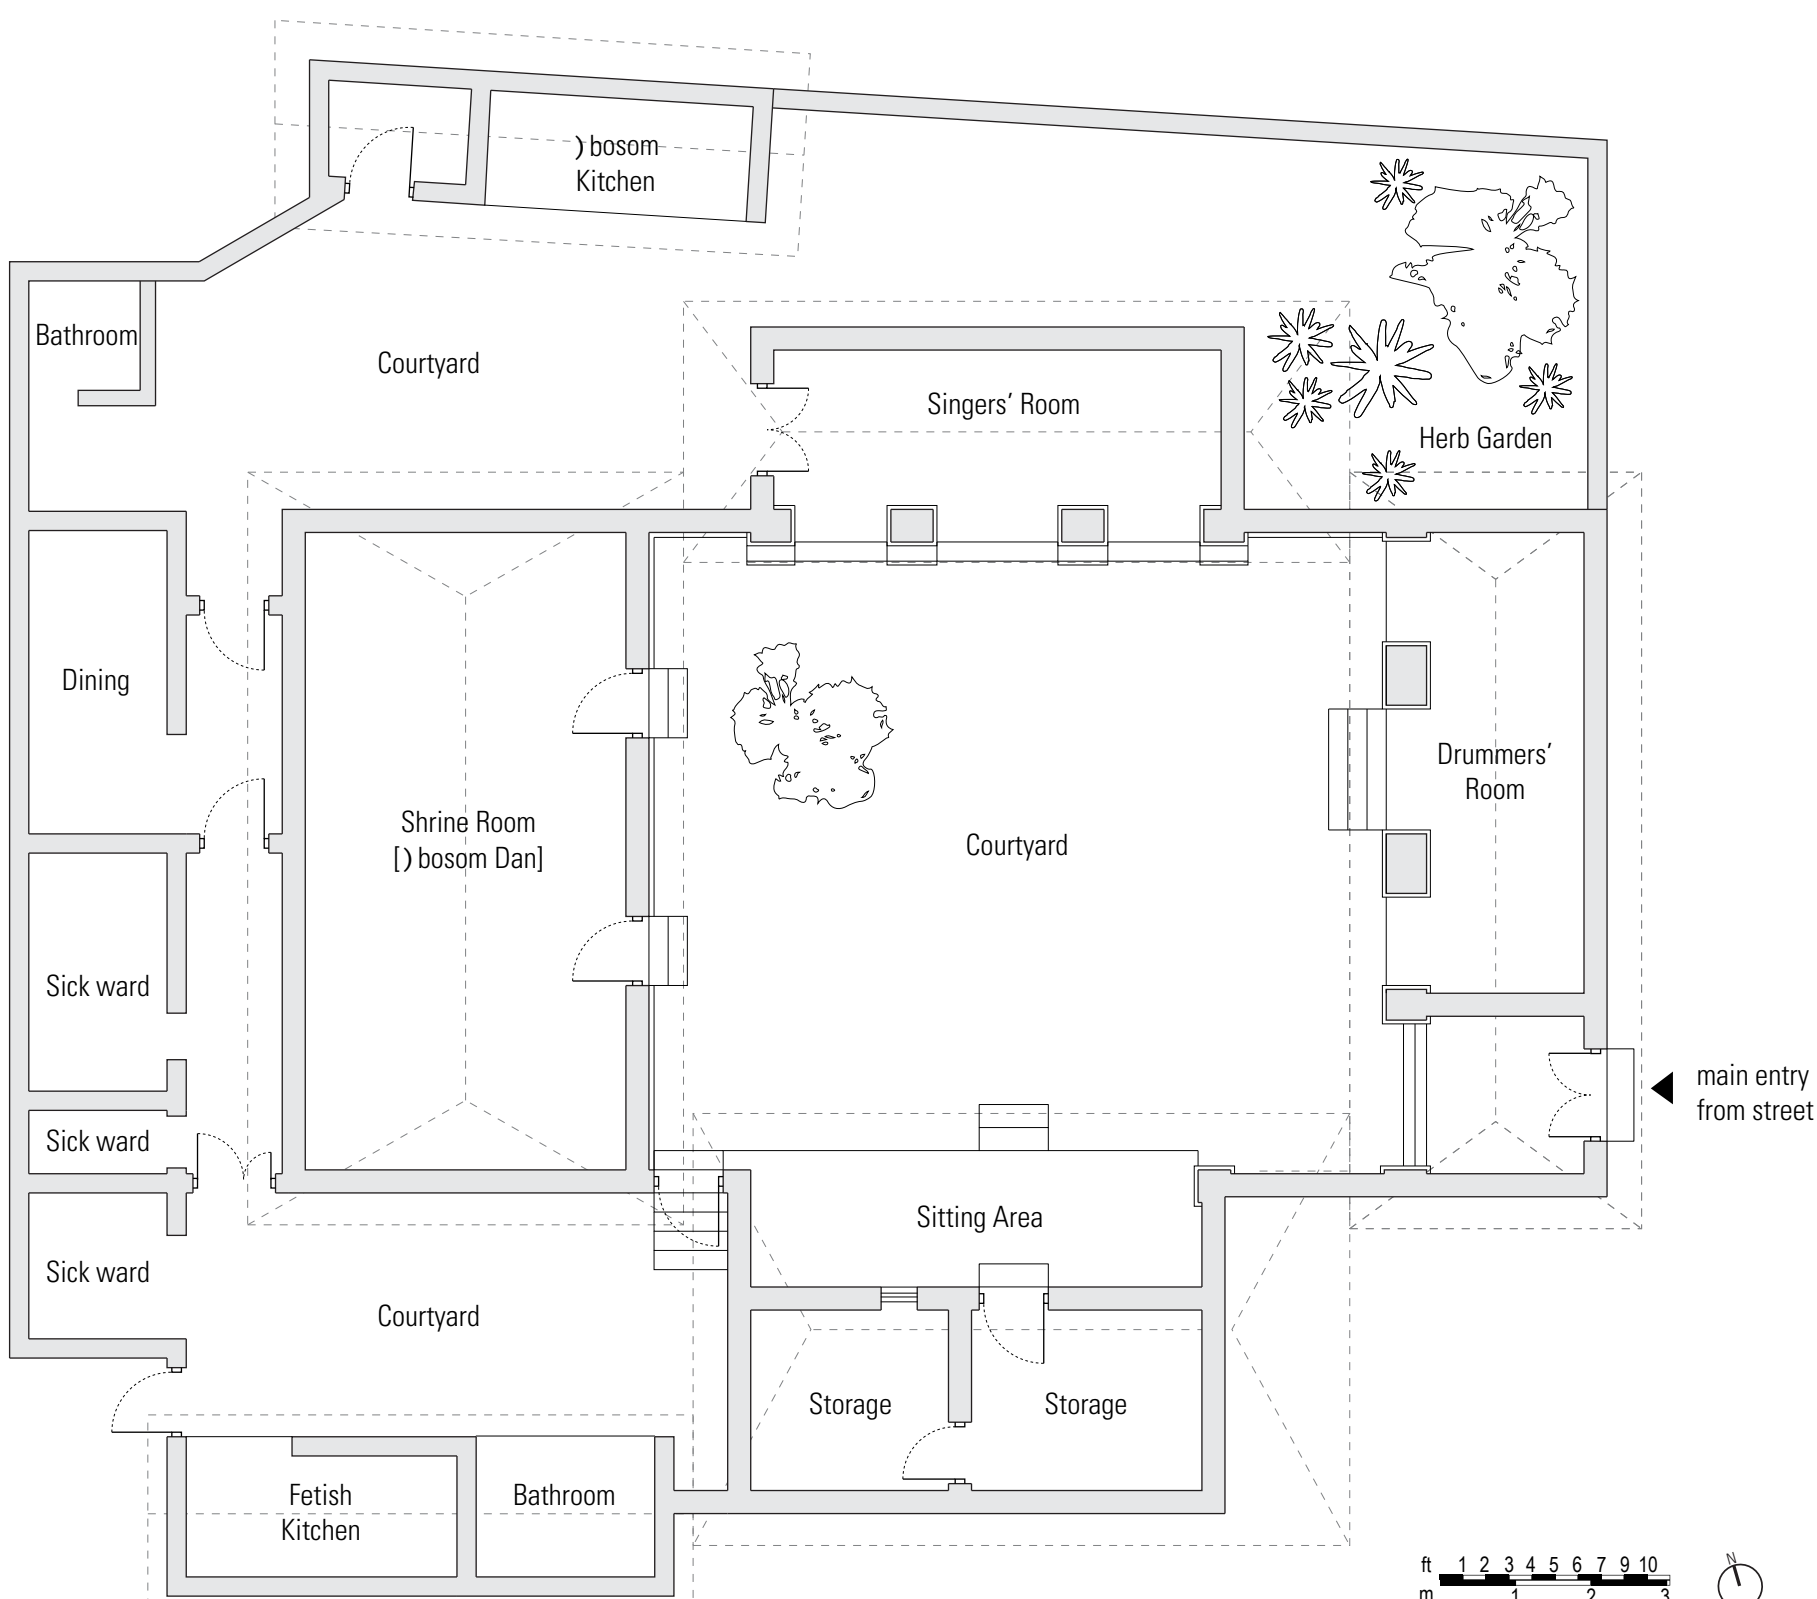 )bosom
Kitchen
Bathroom
Courtyard
Singers' Room
Herb Garden
Dining
Drummers'
Room
Shrine Room
[)bosom Dan]
Courtyard
Sick ward
main entry
from street
Sick ward
Sitting Area
Sick ward
Courtyard
Storage
Storage
Fetish
Kitchen
Bathroom
ft 1 2 3 4 5 6 7 9 10
m 1 2 3
N